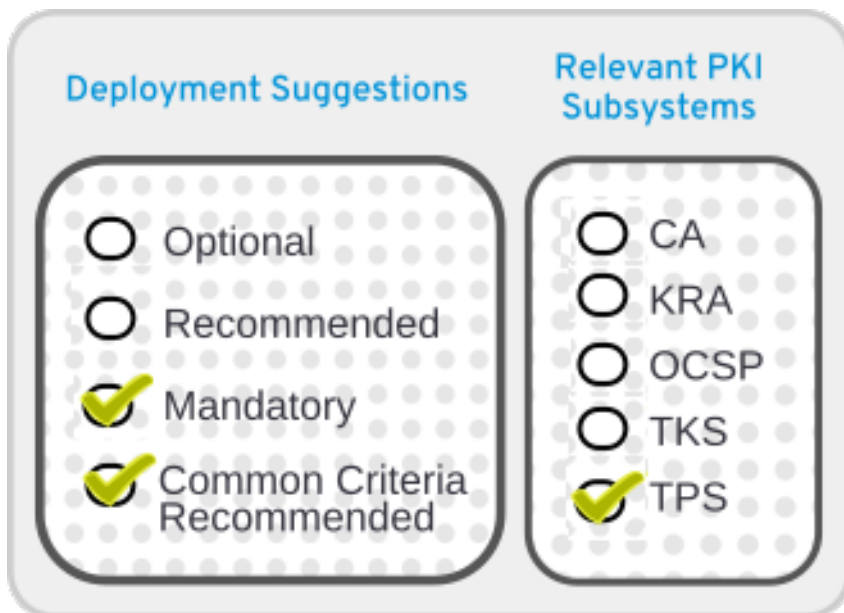 Deployment Suggestions
Optional
Recommended
Mandatory
Common Criteria
Recommended
Relevant PKI
Subsystems
CA
KRA
OCSP
TKS
TPS